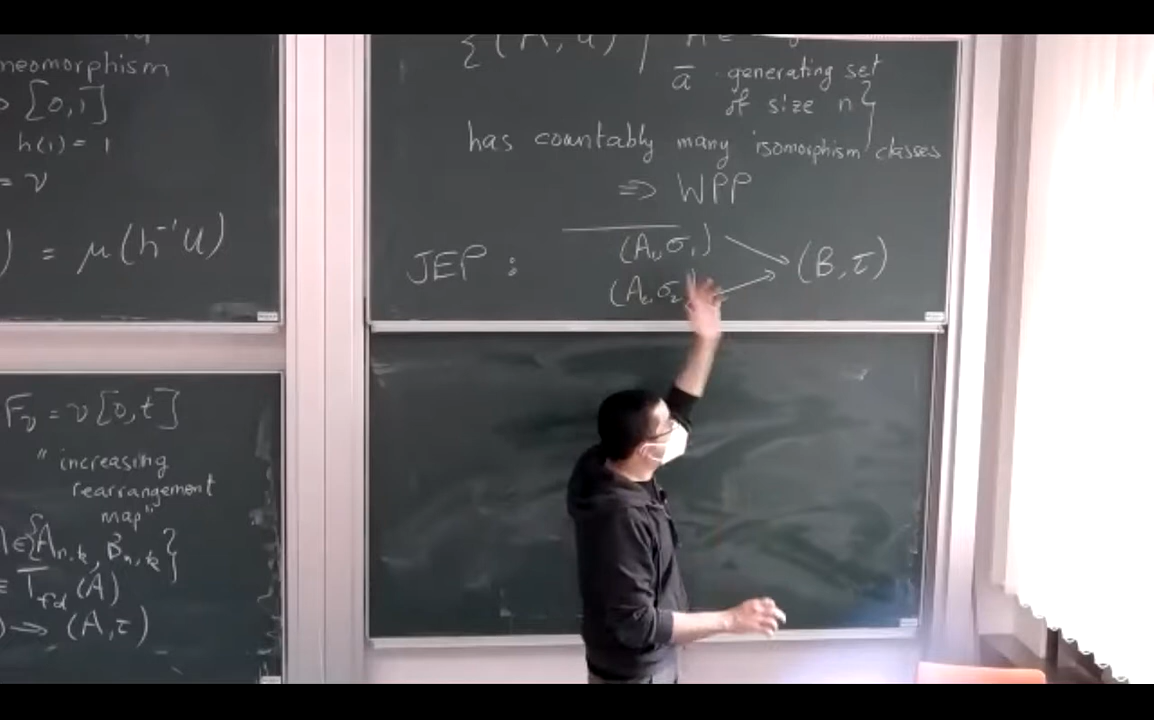 neomorphism
[0,1]
h(1) = 1
= ν
) = μ(h⁻¹U)
F_ν = ν[0,t]
"increasing
rearrangement
map"
∈{A_{n,k}, B_{n,k}}
T_{fd}(A)
) → (A,τ)
{(A, a) |
ā generating set
of size n}
has countably many isomorphism classes
⇒ WPP
JEP : (A₁,σ₁)
(A₂,σ₂) → (B,τ)